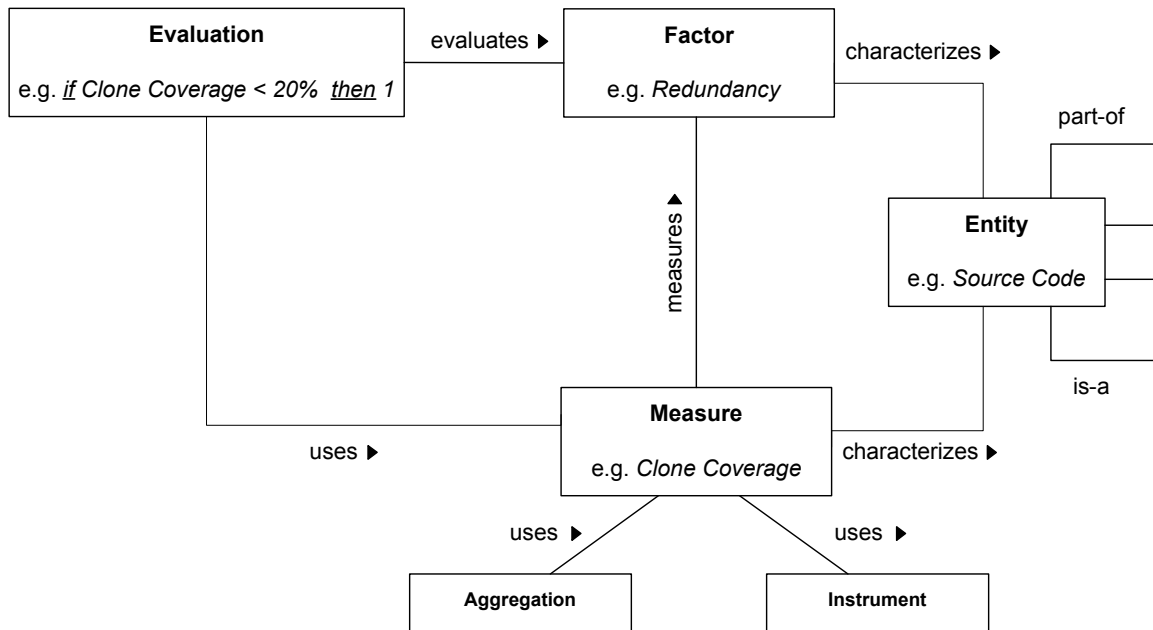 Evaluation
e.g. if Clone Coverage < 20% then 1
evaluates ▶
Factor
e.g. Redundancy
characterizes ▶
part-of
measures ▶
Entity
e.g. Source Code
is-a
Measure
e.g. Clone Coverage
uses ▶
characterizes ▶
uses ▶
uses ▶
Aggregation
Instrument